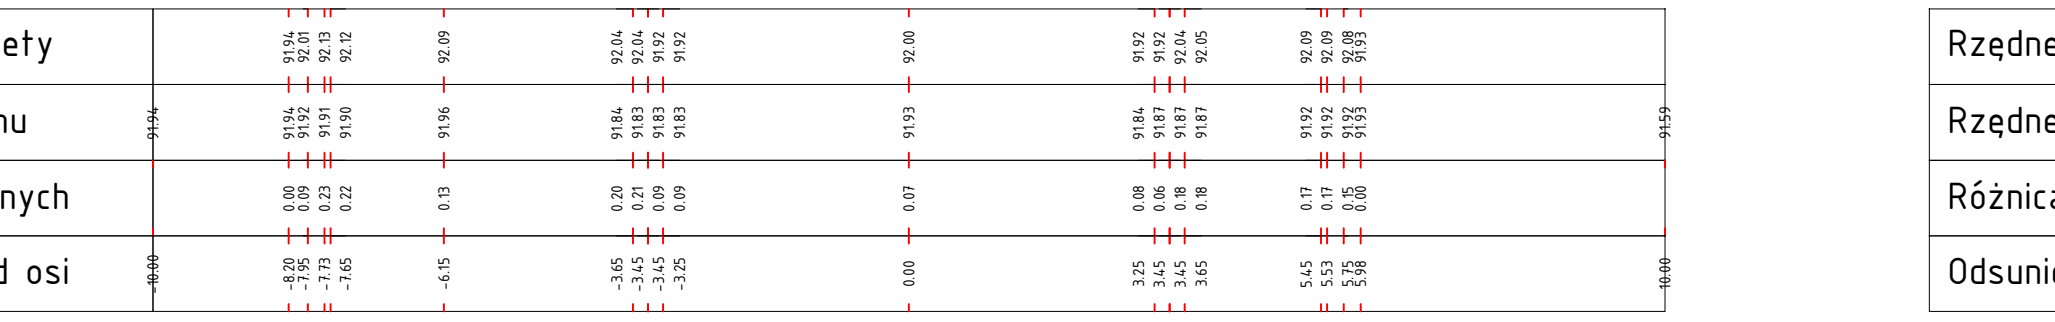 ety 91.94 92.01 92.13 92.12 92.09 92.04 92.04 91.92 91.92 92.00 91.92 91.92 92.04 92.05 92.09 92.09 92.08 91.93 Rzędne
nu 91.94 91.94 91.92 91.91 91.90 91.96 91.84 91.83 91.83 91.83 91.93 91.84 91.87 91.87 91.87 91.92 91.92 91.92 91.93 91.59 Rzędne
nych 0.00 0.09 0.23 0.22 0.13 0.20 0.21 0.09 0.09 0.07 0.08 0.06 0.18 0.18 0.17 0.17 0.15 0.00 Różnica
d osi -10.00 -8.20 -7.95 -7.73 -7.65 -6.15 -3.65 -3.45 -3.45 -3.25 0.00 3.25 3.45 3.45 3.65 5.45 5.53 5.75 5.98 10.00 Odsunię